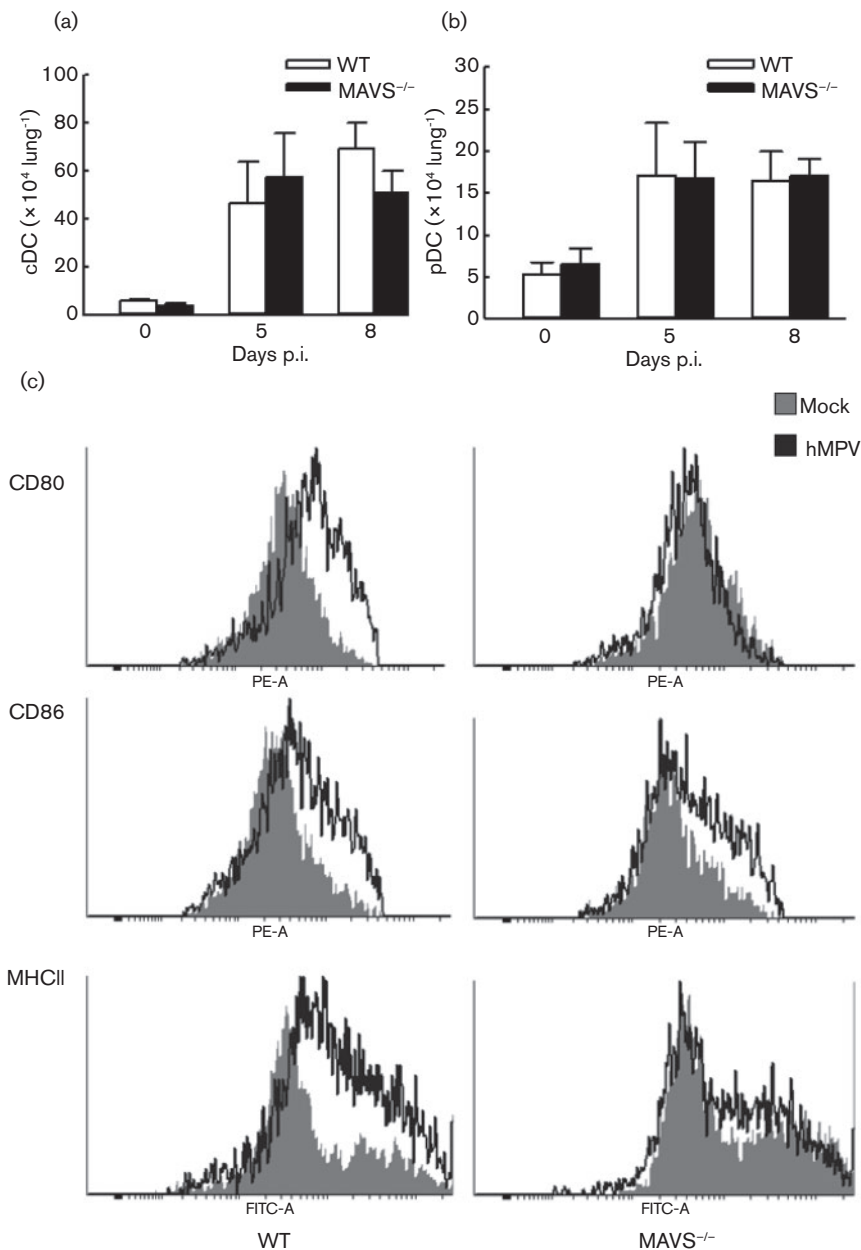 (a)
WT
MAVS⁻/⁻
100
80
60
40
20
0
cDC (×10⁴ lung⁻¹)
0 5 8
Days p.i.
(b)
WT
MAVS⁻/⁻
30
25
20
15
10
5
0
pDC (×10⁴ lung⁻¹)
0 5 8
Days p.i.
(c)
Mock
hMPV
CD80
PE-A PE-A
CD86
PE-A PE-A
MHCII
FITC-A FITC-A
WT MAVS⁻/⁻